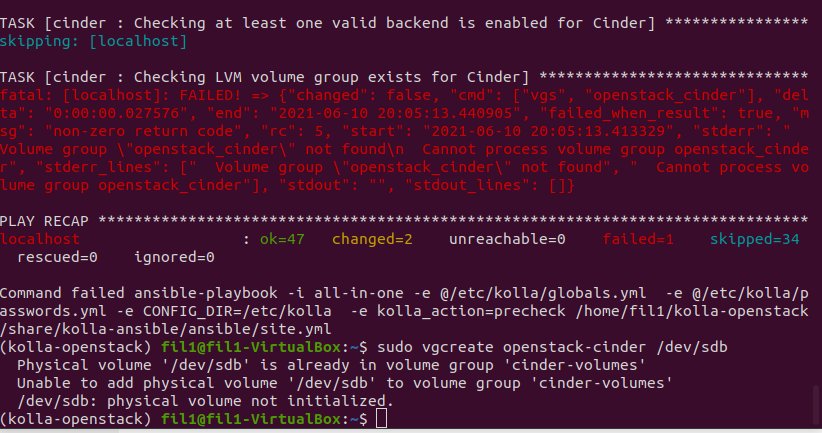 TASK [cinder : Checking at least one valid backend is enabled for Cinder] ****************
skipping: [localhost]
TASK [cinder : Checking LVM volume group exists for Cinder] ******************************
fatal: [localhost]: FAILED! => {"changed": false, "cmd": ["vgs", "openstack_cinder"], "del
ta": "0:00:00.027576", "end": "2021-06-10 20:05:13.440905", "failed_when_result": true, "m
sg": "non-zero return code", "rc": 5, "start": "2021-06-10 20:05:13.413329", "stderr": "
Volume group \"openstack_cinder\" not found\n  Cannot process volume group openstack_cinde
r", "stderr_lines": ["  Volume group \"openstack_cinder\" not found", "  Cannot process vo
lume group openstack_cinder"], "stdout": "", "stdout_lines": []}
PLAY RECAP *******************************************************************************
localhost                  : ok=47   changed=2    unreachable=0    failed=1    skipped=34
  rescued=0    ignored=0
Command failed ansible-playbook -i all-in-one -e @/etc/kolla/globals.yml  -e @/etc/kolla/p
asswords.yml -e CONFIG_DIR=/etc/kolla  -e kolla_action=precheck /home/fil1/kolla-openstack
/share/kolla-ansible/ansible/site.yml
(kolla-openstack) fil1@fil1-VirtualBox:~$ sudo vgcreate openstack-cinder /dev/sdb
  Physical volume '/dev/sdb' is already in volume group 'cinder-volumes'
  Unable to add physical volume '/dev/sdb' to volume group 'cinder-volumes'
  /dev/sdb: physical volume not initialized.
(kolla-openstack) fil1@fil1-VirtualBox:~$